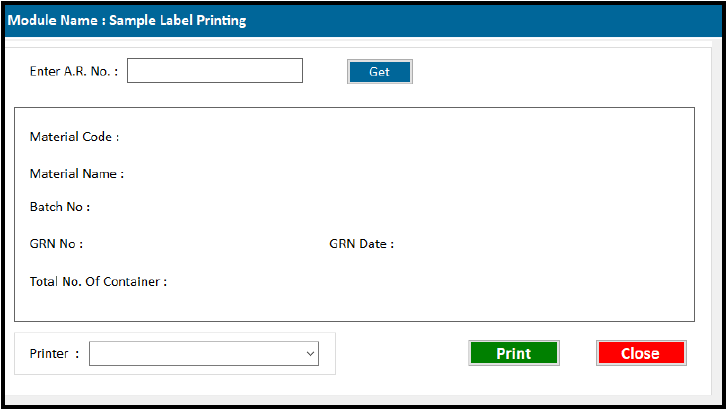 Module Name : Sample Label Printing
Enter A.R. No. : Get
Material Code :
Material Name :
Batch No :
GRN No : GRN Date :
Total No. Of Container :
Printer : Print Close